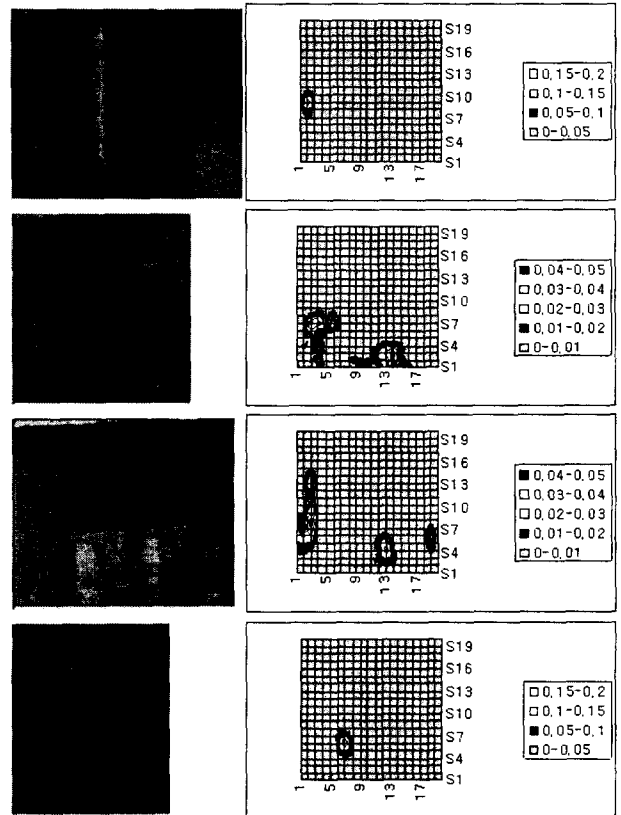 S19
S16
S13
S10
S7
S4
S1
1 5 9 13 17
0.15-0.2
0.1-0.15
0.05-0.1
0-0.05
S19
S16
S13
S10
S7
S4
S1
1 5 9 13 17
0.04-0.05
0.03-0.04
0.02-0.03
0.01-0.02
0-0.01
S19
S16
S13
S10
S7
S4
S1
1 5 9 13 17
0.04-0.05
0.03-0.04
0.02-0.03
0.01-0.02
0-0.01
S19
S16
S13
S10
S7
S4
S1
1 5 9 13 17
0.15-0.2
0.1-0.15
0.05-0.1
0-0.05